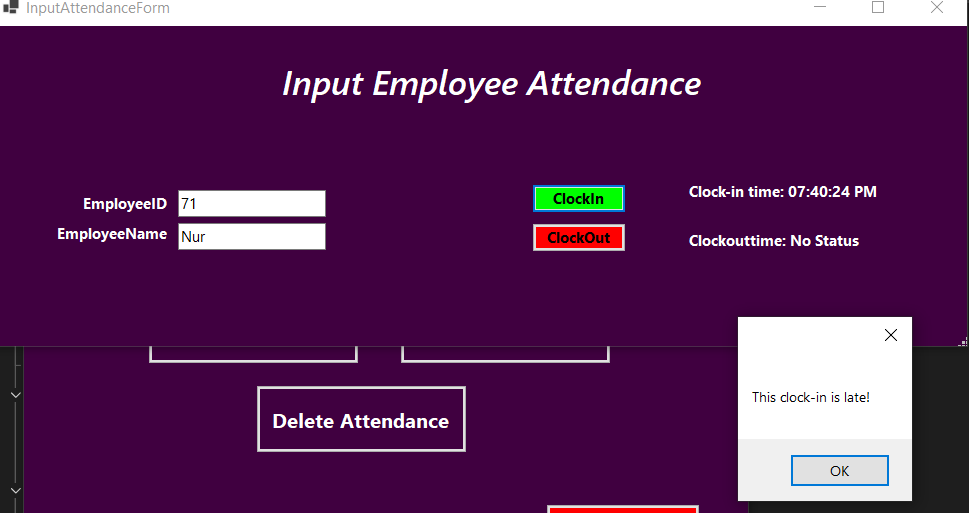 InputAttendanceForm
Input Employee Attendance
EmployeeID 71
EmployeeName Nur
ClockIn
ClockOut
Clock-in time: 07:40:24 PM
Clockouttime: No Status
This clock-in is late!
OK
Delete Attendance